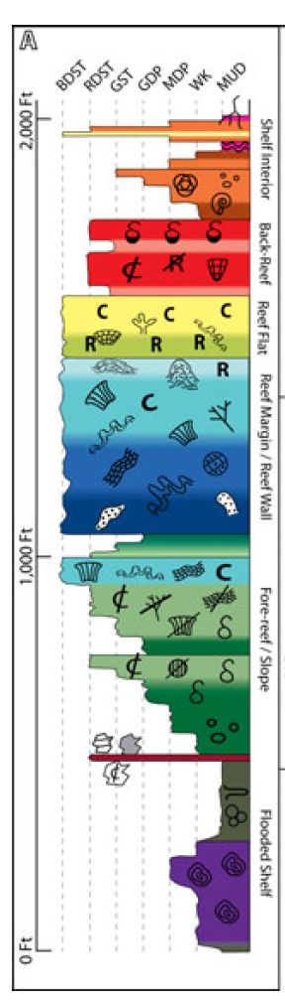 A
BDST RDST GST GDP MDP WK MUD
2,000 Ft
Shelf Interior
Back-Reef
R
C C C
Reef Flat
R R R
R
Reef Margin / Reef Wall
C
1,000 Ft
C
Fore-reef / Slope
Flooded Shelf
0 Ft